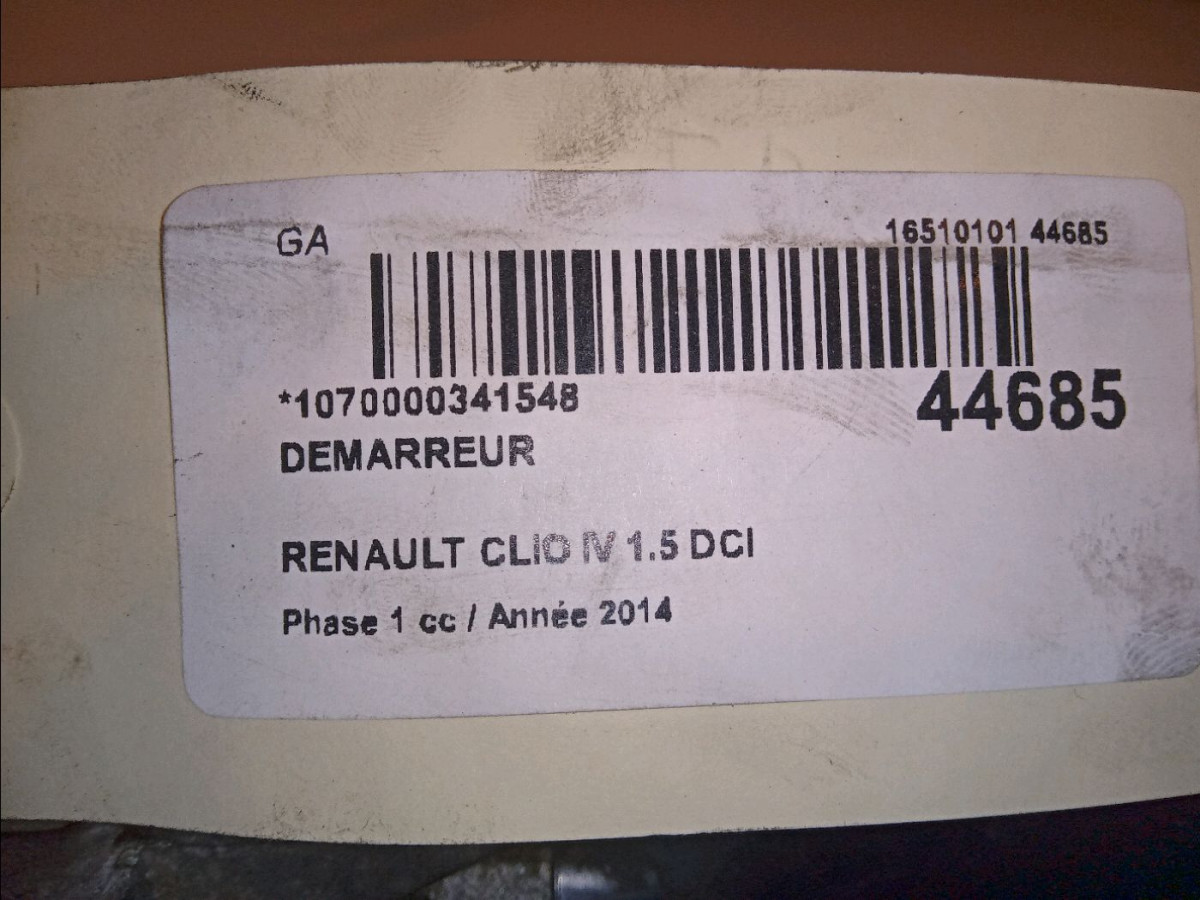 GA
16510101 44685
*1070000341548
44685
DEMARREUR
RENAULT CLIO IV 1.5 DCI
Phase 1 cc / Année 2014